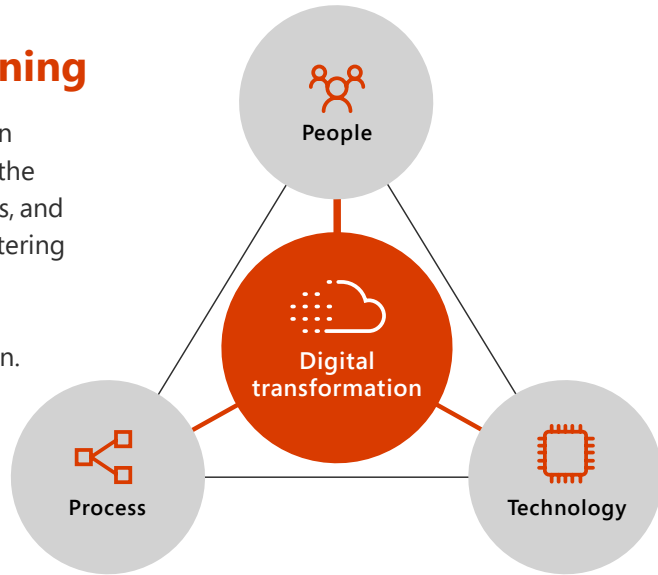 ning
n
the
s, and
tering
n.
People
Digital
transformation
Process
Technology